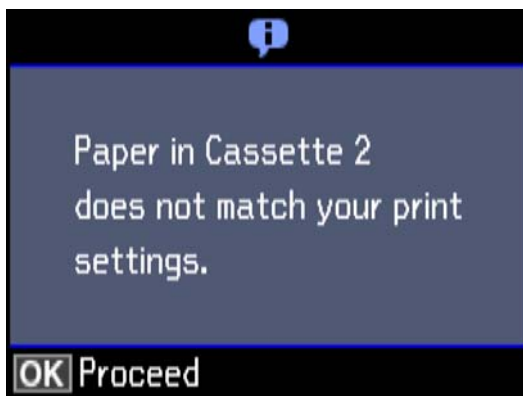 Paper in Cassette 2
does not match your print
settings.
OK Proceed